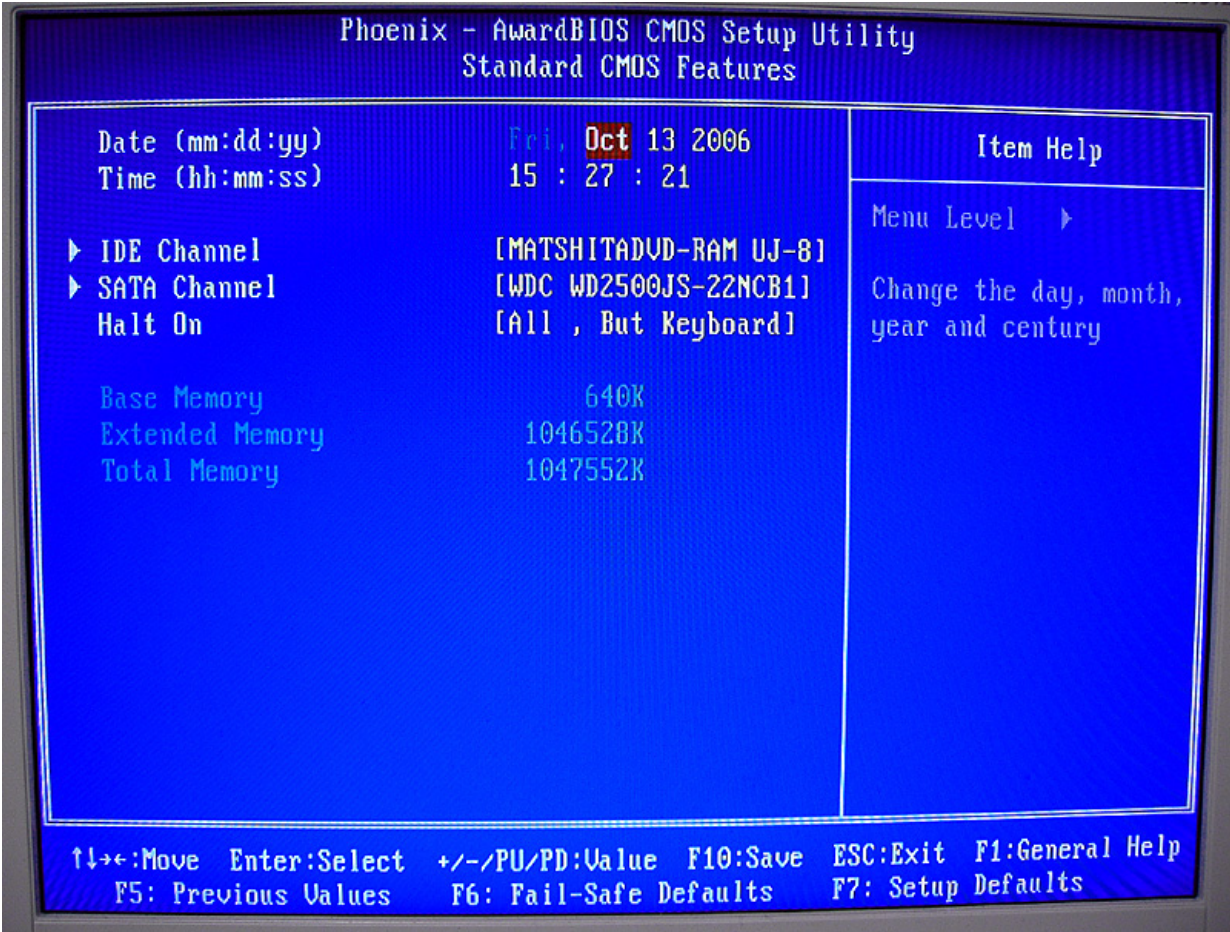 Phoenix - AwardBIOS CMOS Setup Utility
Standard CMOS Features
Date (mm:dd:yy) Fri, Oct 13 2006
Time (hh:mm:ss) 15 : 27 : 21
IDE Channel [MATSHITADVD-RAM UJ-8]
SATA Channel [WDC WD2500JS-22NCB1]
Halt On [All , But Keyboard]
Base Memory 640K
Extended Memory 1046528K
Total Memory 1047552K
Item Help
Menu Level
Change the day, month,
year and century
↑↓→←:Move Enter:Select +/-/PU/PD:Value F10:Save ESC:Exit F1:General Help
F5: Previous Values F6: Fail-Safe Defaults F7: Setup Defaults